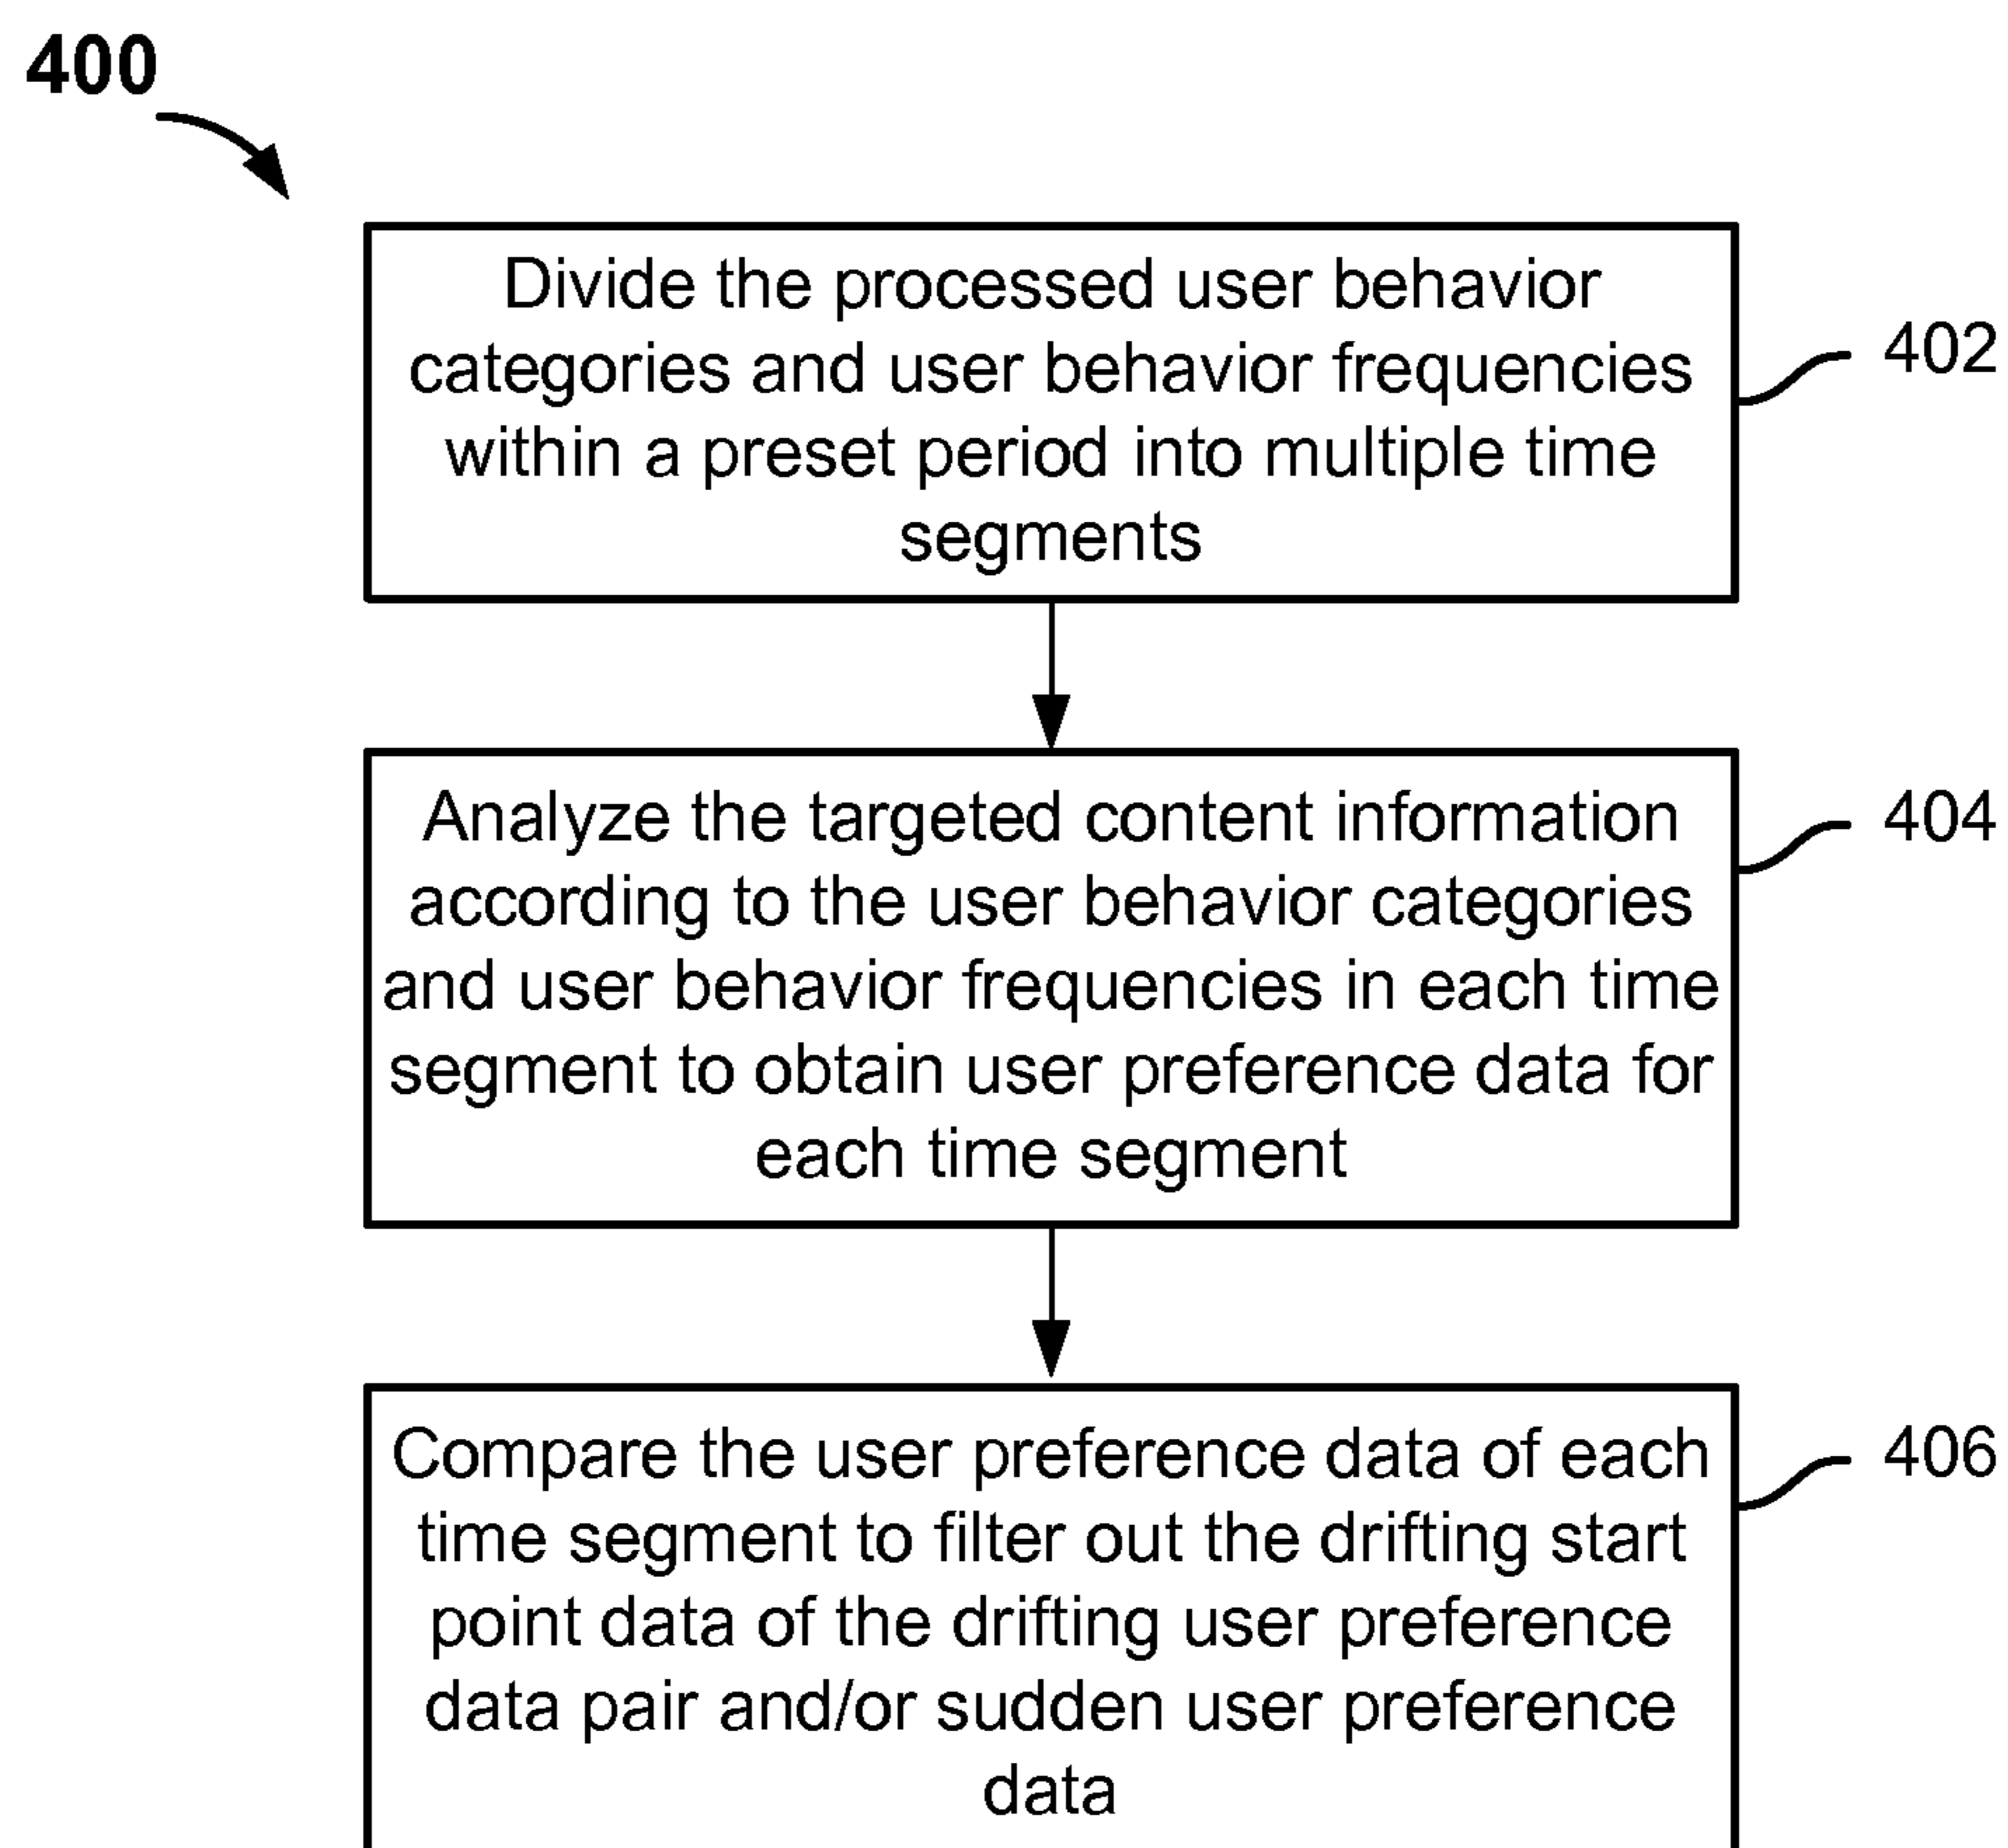 400
Divide the processed user behavior
categories and user behavior frequencies
within a preset period into multiple time
segments
402
Analyze the targeted content information
according to the user behavior categories
and user behavior frequencies in each time
segment to obtain user preference data for
each time segment
404
Compare the user preference data of each
time segment to filter out the drifting start
point data of the drifting user preference
data pair and/or sudden user preference
data
406